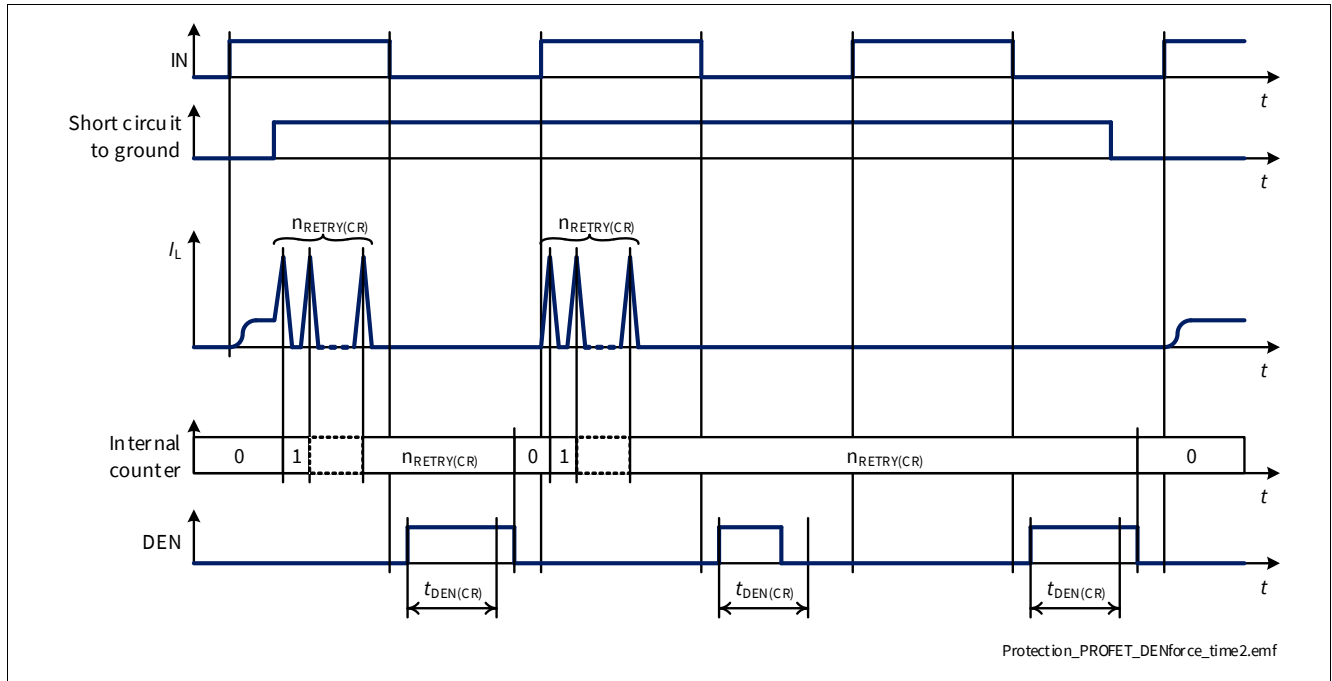 IN
t
Short circuit
to ground
t
nRETRY(CR) nRETRY(CR)
IL
t
Internal
counter
0 1 nRETRY(CR) 0 1 nRETRY(CR) 0
t
DEN
t
tDEN(CR) tDEN(CR) tDEN(CR)
Protection_PROFET_DENforce_time2.emf